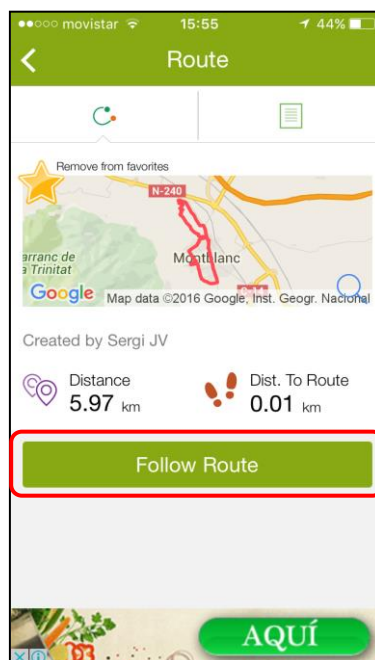 movistar 15:55 44%
Route
Remove from favorites
N-240
arranc de
a Trinitat
Montblanc
Google Map data ©2016 Google, Inst. Geogr. Nacional
Created by Sergi JV
Distance
5.97 km
Dist. To Route
0.01 km
Follow Route
AQUÍ